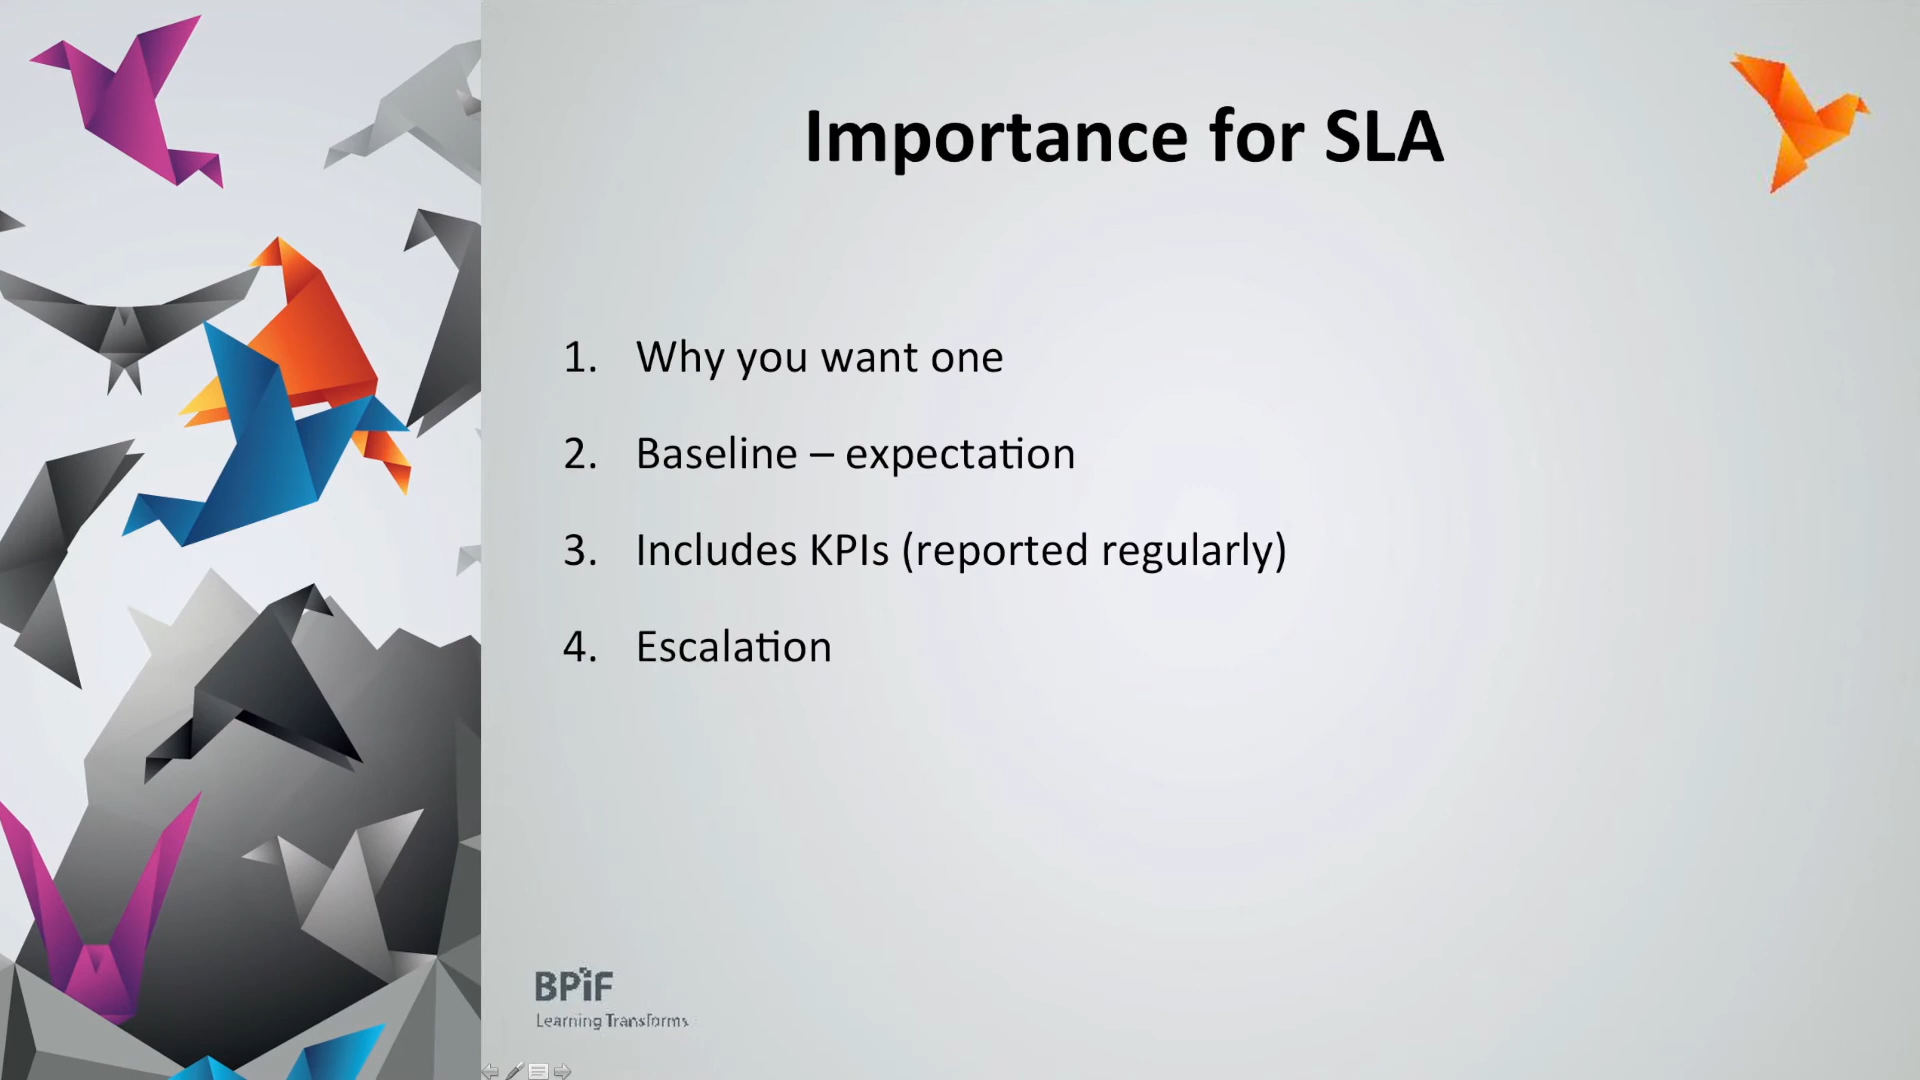 Importance for SLA
1. Why you want one
2. Baseline – expectation
3. Includes KPIs (reported regularly)
4. Escalation
BPiF
Learning Transforms